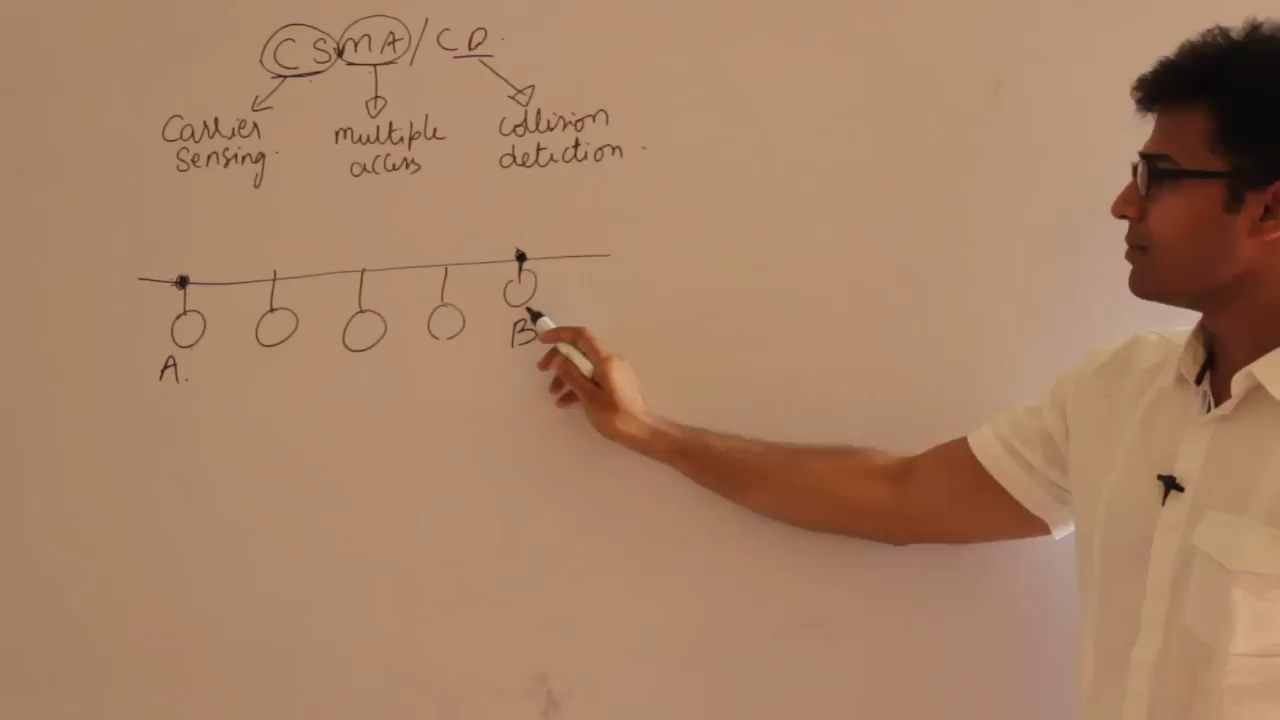 CSMA/CD.
Carrier sensing.
multiple access
collision detection.
A.
B